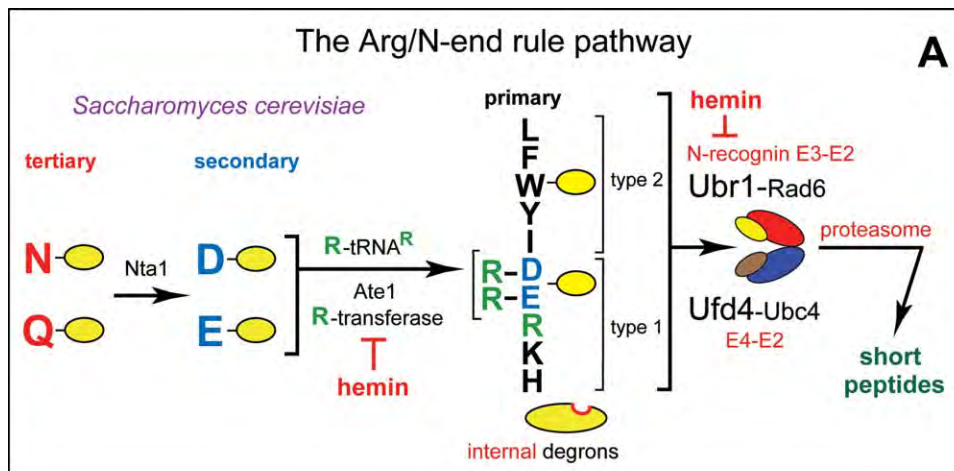 The Arg/N-end rule pathway
A
Saccharomyces cerevisiae
tertiary
secondary
primary
N
Q
Nta1
D
E
R-tRNAR
Ate1
R-transferase
hemin
L
F
W
Y
I
R-D
R-E
R
K
H
type 2
type 1
internal degrons
hemin
N-recognin E3-E2
Ubr1-Rad6
Ufd4-Ubc4
E4-E2
proteasome
short
peptides